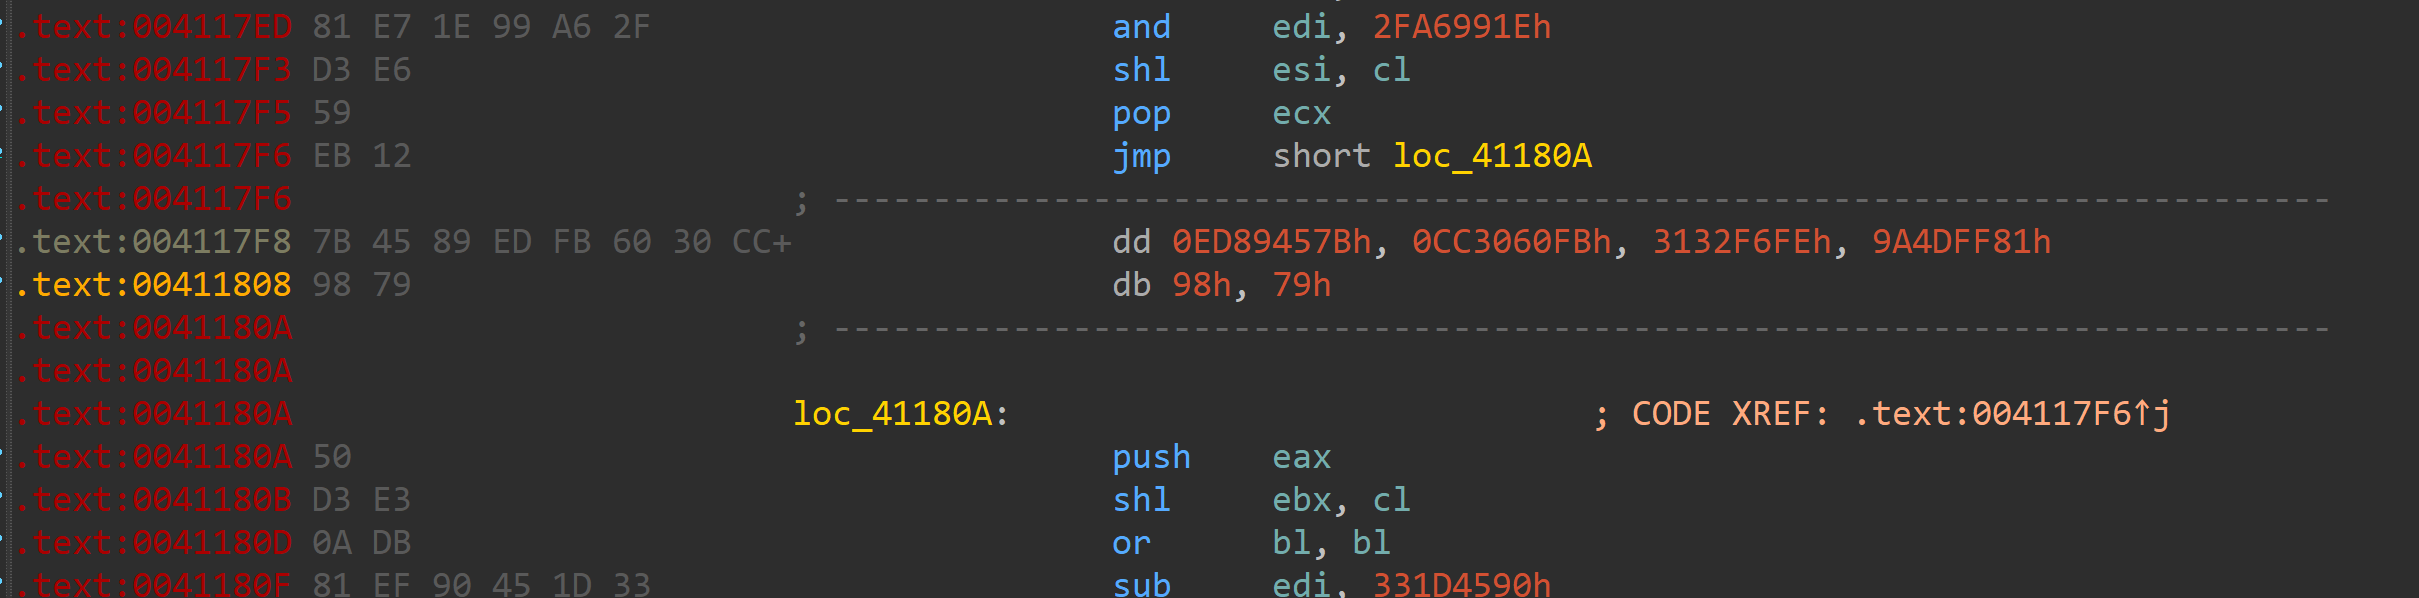 .text:004117ED 81 E7 1E 99 A6 2F and edi, 2FA6991Eh
.text:004117F3 D3 E6 shl esi, cl
.text:004117F5 59 pop ecx
.text:004117F6 EB 12 jmp short loc_41180A
.text:004117F6 ; ---------------------------------------------------------------------------
.text:004117F8 7B 45 89 ED FB 60 30 CC+ dd 0ED89457Bh, 0CC3060FBh, 3132F6FEh, 9A4DFF81h
.text:00411808 98 79 db 98h, 79h
.text:0041180A ; ---------------------------------------------------------------------------
.text:0041180A
.text:0041180A loc_41180A: ; CODE XREF: .text:004117F6↑j
.text:0041180A 50 push eax
.text:0041180B D3 E3 shl ebx, cl
.text:0041180D 0A DB or bl, bl
.text:0041180F 81 EF 90 45 1D 33 sub edi, 331D4590h